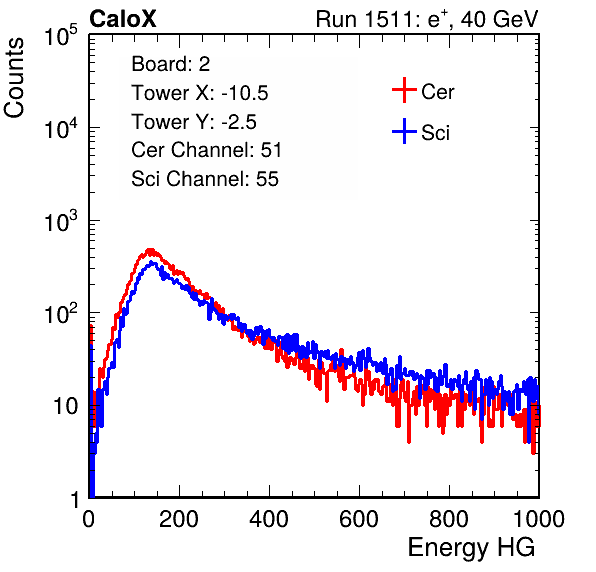 CaloX
Run 1511: e+, 40 GeV
Counts
Board: 2
Tower X: -10.5
Tower Y: -2.5
Cer Channel: 51
Sci Channel: 55
Cer
Sci
10^5
10^4
10^3
10^2
10
1
0 200 400 600 800 1000
Energy HG